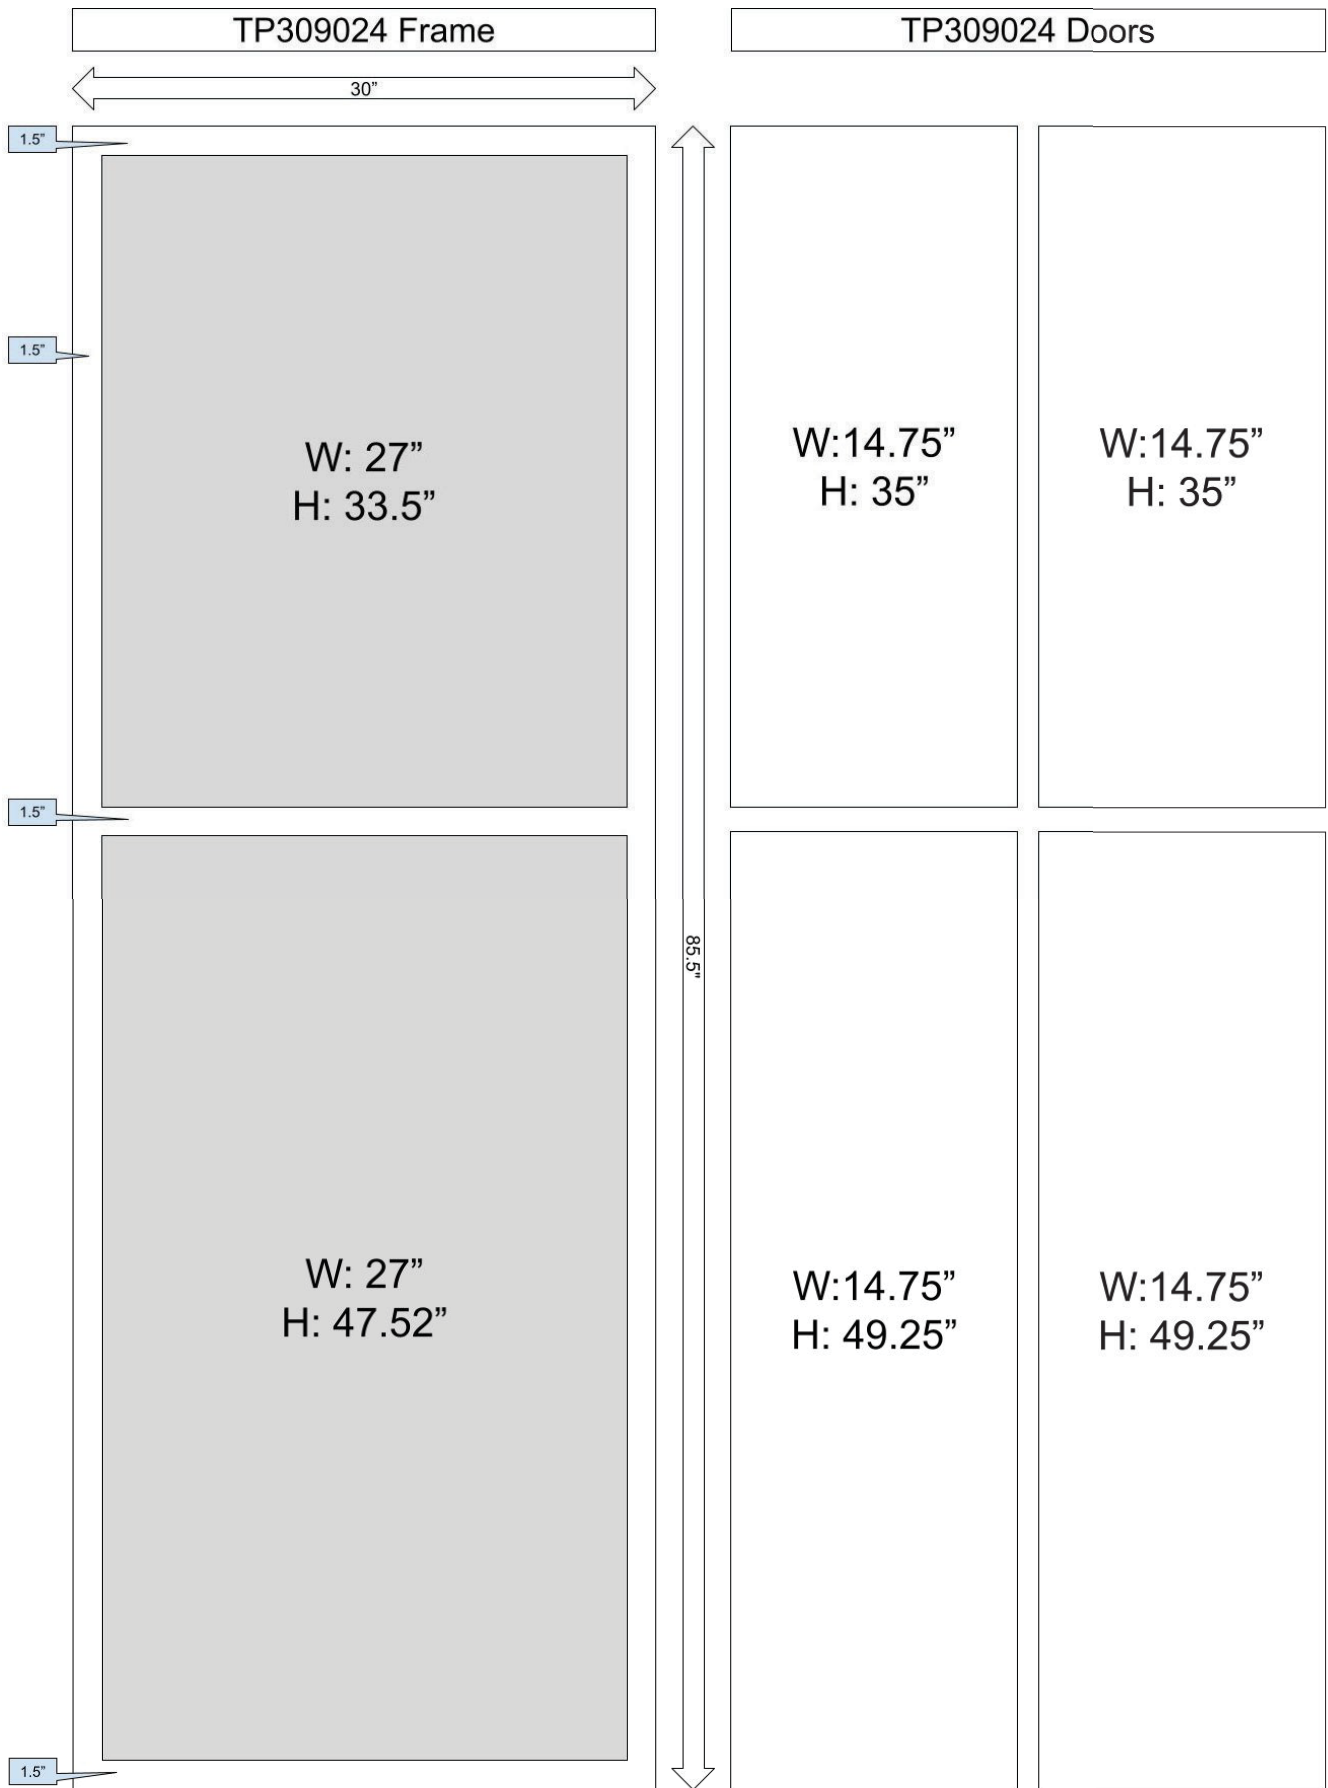 TP309024 Frame
TP309024 Doors
30”
1.5”
1.5”
W: 27”
H: 33.5”
W:14.75”
H: 35”
W:14.75”
H: 35”
1.5”
85.5"
W: 27”
H: 47.52”
W:14.75”
H: 49.25”
W:14.75”
H: 49.25”
1.5”